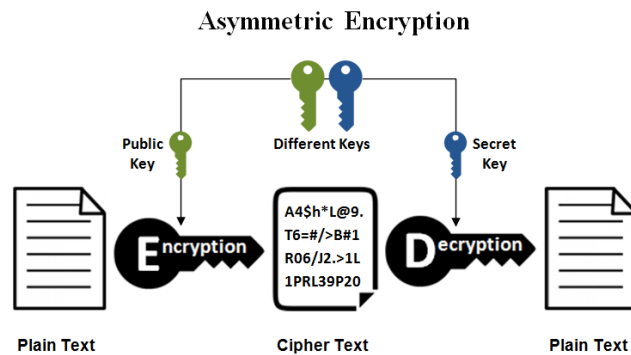 Asymmetric Encryption
Public
Key
Different Keys
Secret
Key
Encryption
A4$h*L@9.
T6=#/>B#1
R06/J2.>1L
1PRL39P20
Decryption
Plain Text
Cipher Text
Plain Text